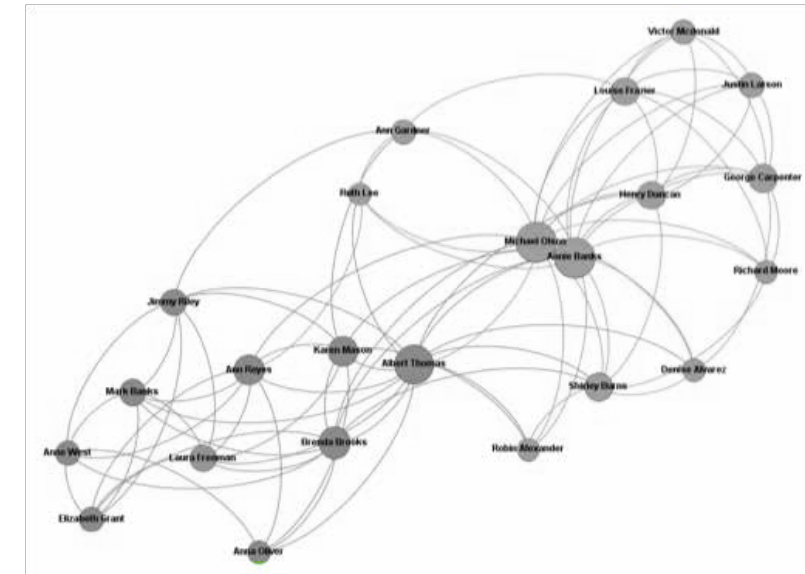 Victor Mcdonald
Louise Frazier
Justin Larson
Ann Gardner
George Carpenter
Ruth Lee
Henry Duncan
Michael Olson
Annie Banks
Richard Moore
Jimmy Riley
Karen Mason
Albert Thomas
Ann Reyes
Denise Alvarez
Shirley Burns
Mark Banks
Brenda Brooks
Robin Alexander
Anne West
Laura Freeman
Elizabeth Grant
Anna Oliver